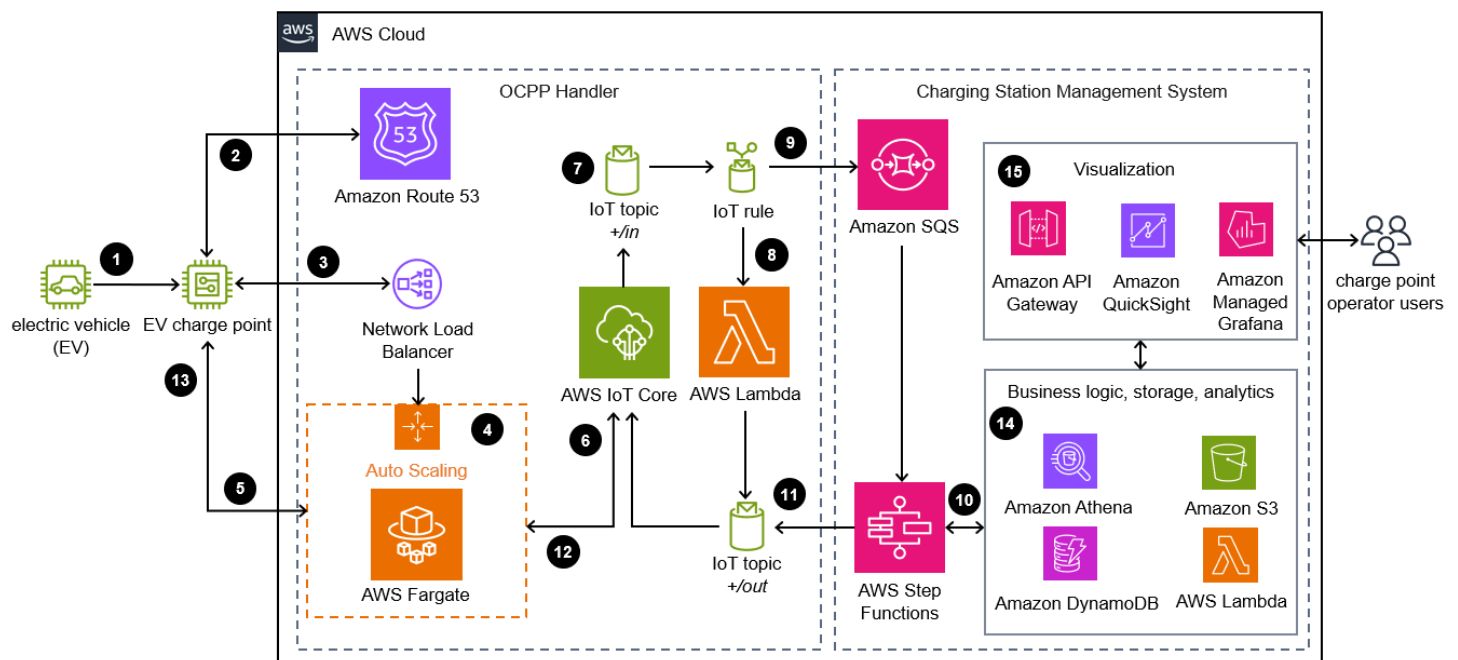 aws
AWS Cloud
OCPP Handler
Charging Station Management System
2
53
Amazon Route 53
7
IoT topic
+/in
IoT rule
9
Amazon SQS
15
Visualization
Amazon API
Gateway
Amazon
QuickSight
Amazon
Managed
Grafana
charge point
operator users
1
electric vehicle
(EV)
EV charge point
3
Network Load
Balancer
8
AWS IoT Core
AWS Lambda
13
4
Auto Scaling
5
AWS Fargate
6
12
11
IoT topic
+/out
10
AWS Step
Functions
Business logic, storage, analytics
14
Amazon Athena
Amazon S3
Amazon DynamoDB
AWS Lambda